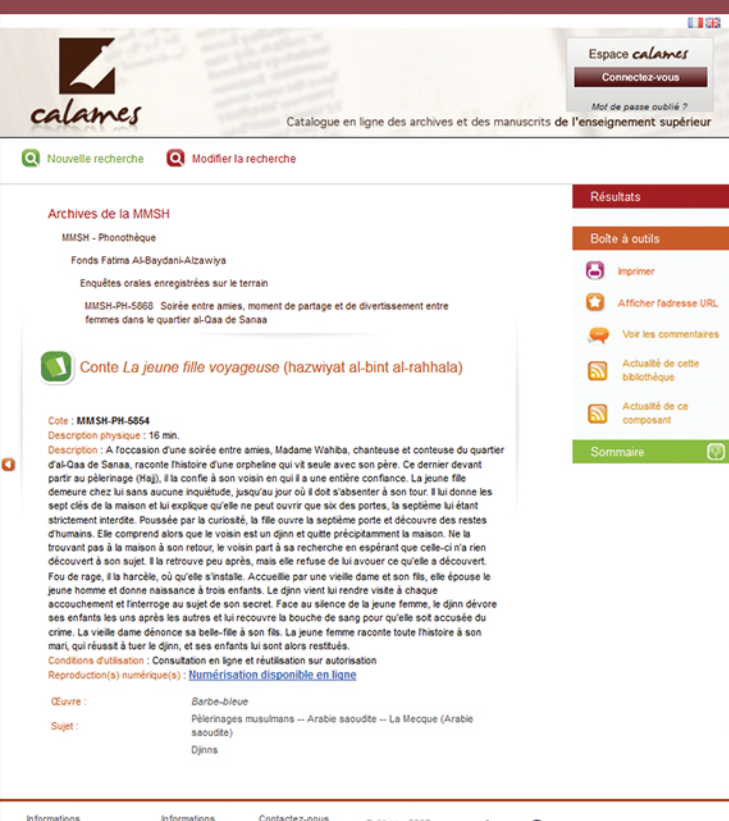 Espace calames
Connectez-vous
Mot de passe oublié ?
calames
Catalogue en ligne des archives et des manuscrits de l'enseignement supérieur
Nouvelle recherche
Modifier la recherche
Archives de la MMSH
MMSH - Phonothèque
Fonds Fatima Al-Baydani-Alzawiya
Enquêtes orales enregistrées sur le terrain
MMSH-PH-5868 Soirée entre amies, moment de partage et de divertissement entre
femmes dans le quartier al-Qaa de Sanaa
Conte La jeune fille voyageuse (hazwiyat al-bint al-rahhala)
Cote : MMSH-PH-5854
Description physique : 16 min.
Description : A l'occasion d'une soirée entre amies, Madame Wahiba, chanteuse et conteuse du quartier
d'al-Qaa de Sanaa, raconte l'histoire d'une orpheline qui vit seule avec son père. Ce dernier devant
partir au pèlerinage (Hajj), il la confie à son voisin en qui il a une entière confiance. La jeune fille
demeure chez lui sans aucune inquiétude, jusqu'au jour où il doit s'absenter à son tour. Il lui donne les
sept clés de la maison et lui explique qu'elle ne peut ouvrir que six des portes, la septième lui étant
strictement interdite. Poussée par la curiosité, la fille ouvre la septième porte et découvre des restes
d'humains. Elle comprend alors que le voisin est un djinn et quitte précipitamment la maison. Ne la
trouvant pas à la maison à son retour, le voisin part à sa recherche en espérant que celle-ci n'a rien
découvert à son sujet. Il la retrouve peu après, mais elle refuse de lui avouer ce qu'elle a découvert.
Fou de rage, il la harcèle, où qu'elle s'installe. Accueillie par une vieille dame et son fils, elle épouse le
jeune homme et donne naissance à trois enfants. Le djinn vient lui rendre visite à chaque
accouchement et l'interroge au sujet de son secret. Face au silence de la jeune femme, le djinn dévore
ses enfants les uns après les autres et lui recouvre la bouche de sang pour qu'elle soit accusée du
crime. La vieille dame dénonce sa belle-fille à son fils. La jeune femme raconte toute l'histoire à son
mari, qui réussit à tuer le djinn, et ses enfants lui sont alors restitués.
Conditions d'utilisation : Consultation en ligne et réutilisation sur autorisation
Reproduction(s) numérique(s) : Numérisation disponible en ligne
Œuvre : Barbe-bleue
Sujet : Pèlerinages musulmans -- Arabie saoudite -- La Mecque (Arabie
saoudite)
Djinns
Résultats
Boîte à outils
Imprimer
Afficher l'adresse URL
Voir les commentaires
Actualité de cette
bibliothèque
Actualité de ce
composant
Sommaire
Informations
Informations
Contactez-nous